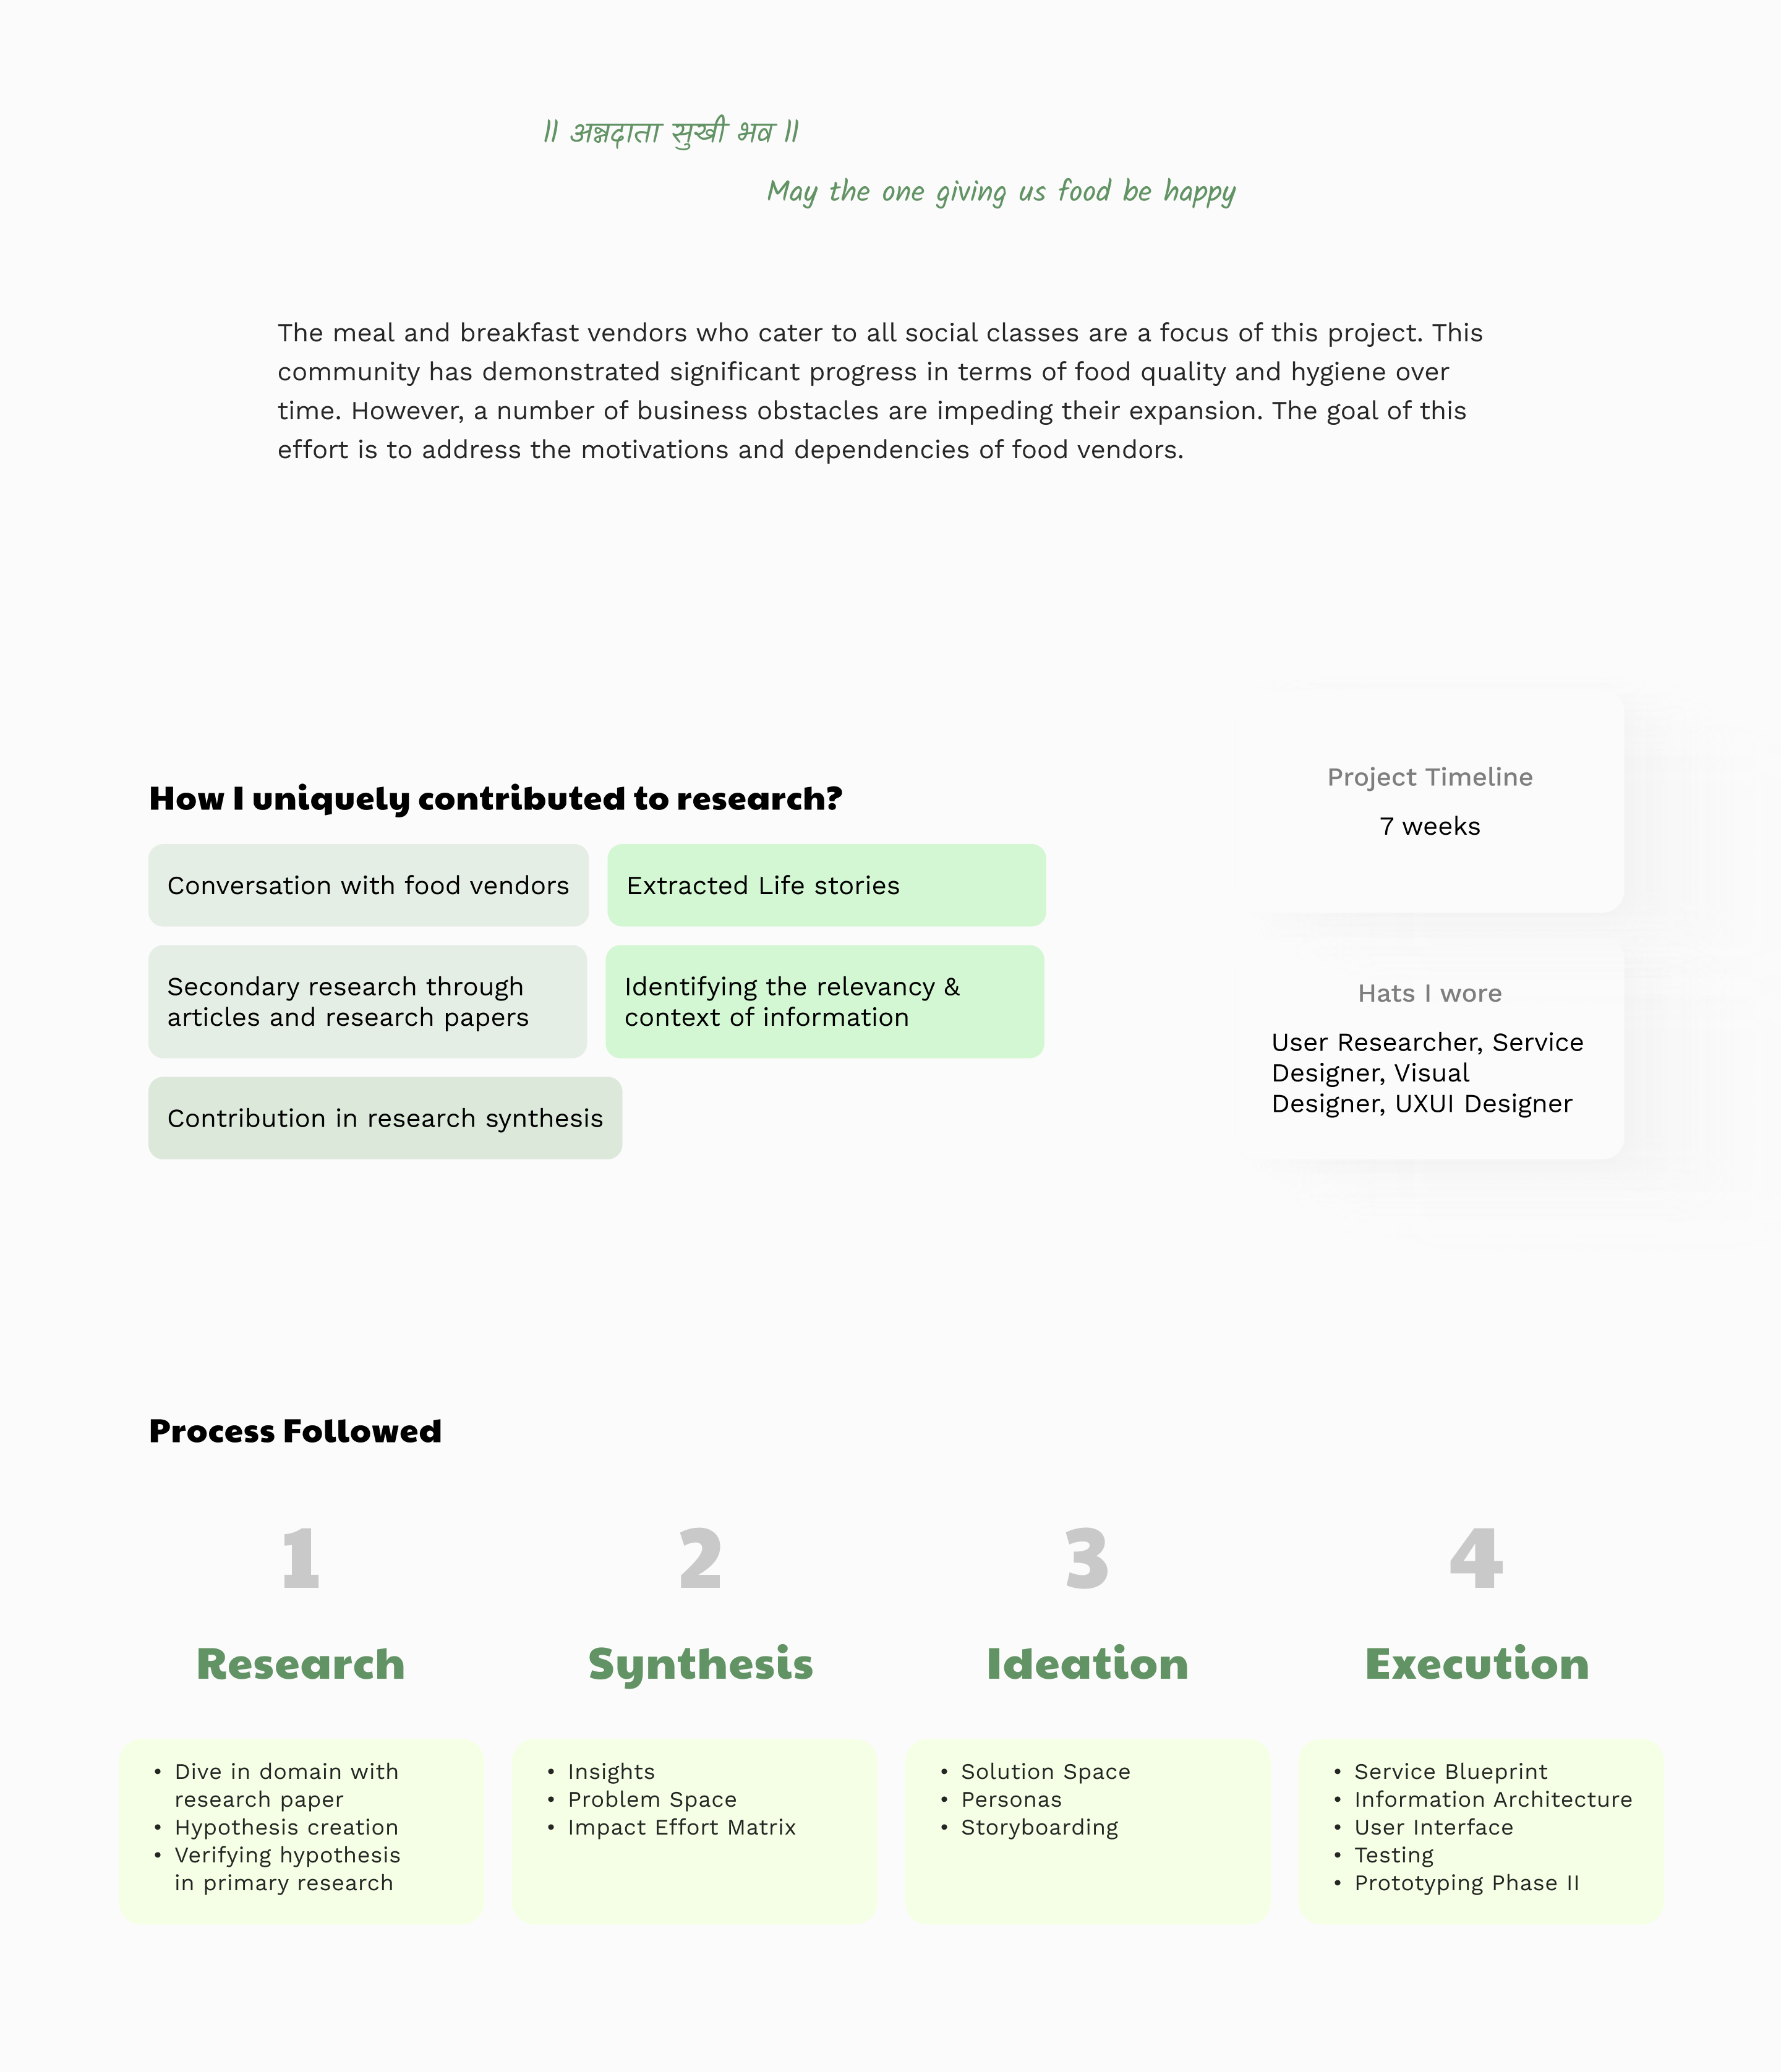 ॥ अन्नदाता सुखी भव ॥
May the one giving us food be happy
The meal and breakfast vendors who cater to all social classes are a focus of this project. This
community has demonstrated significant progress in terms of food quality and hygiene over
time. However, a number of business obstacles are impeding their expansion. The goal of this
effort is to address the motivations and dependencies of food vendors.
How I uniquely contributed to research?
Conversation with food vendors
Extracted Life stories
Secondary research through
articles and research papers
Identifying the relevancy &
context of information
Contribution in research synthesis
Project Timeline
7 weeks
Hats I wore
User Researcher, Service
Designer, Visual
Designer, UXUI Designer
Process Followed
1
Research
• Dive in domain with
research paper
• Hypothesis creation
• Verifying hypothesis
in primary research
2
Synthesis
• Insights
• Problem Space
• Impact Effort Matrix
3
Ideation
• Solution Space
• Personas
• Storyboarding
4
Execution
• Service Blueprint
• Information Architecture
• User Interface
• Testing
• Prototyping Phase II